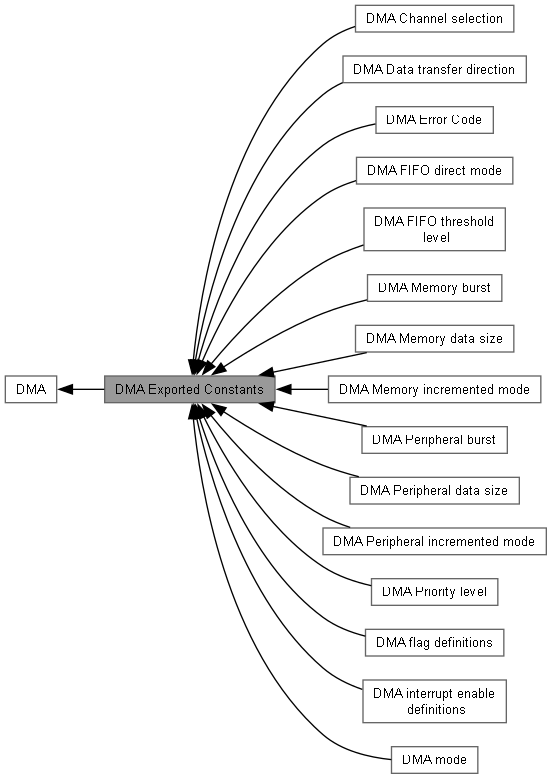 DMA Channel selection
DMA Data transfer direction
DMA Error Code
DMA FIFO direct mode
DMA FIFO threshold
level
DMA Memory burst
DMA Memory data size
DMA
DMA Exported Constants
DMA Memory incremented mode
DMA Peripheral burst
DMA Peripheral data size
DMA Peripheral incremented mode
DMA Priority level
DMA flag definitions
DMA interrupt enable
definitions
DMA mode